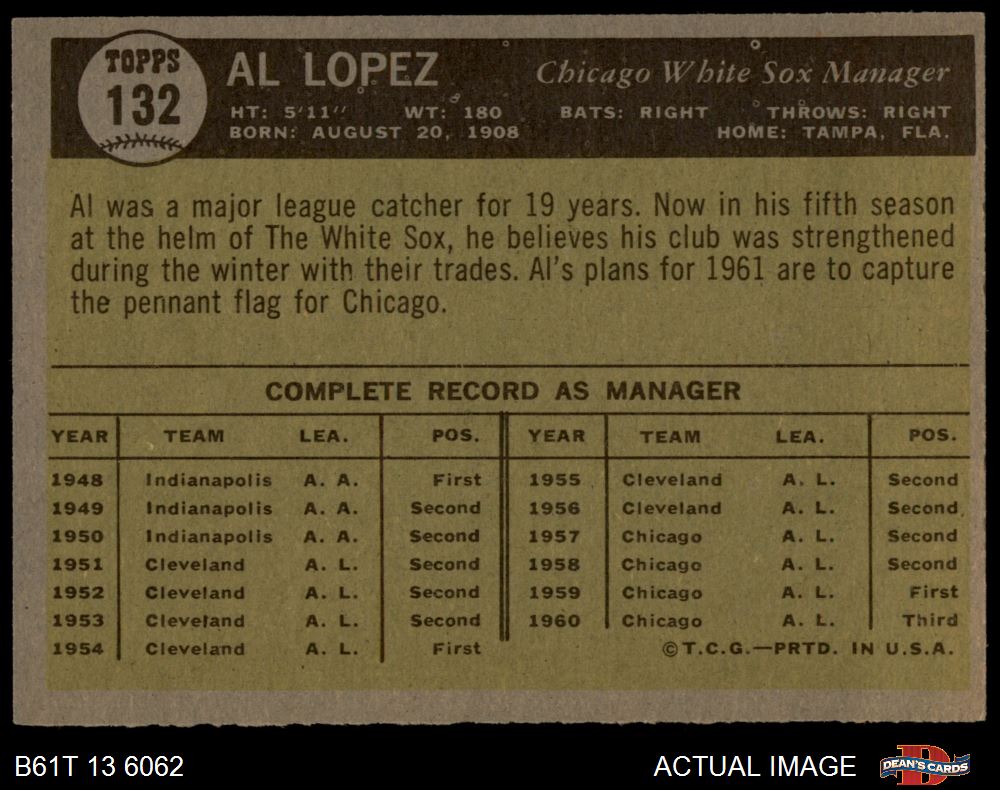 TOPPS
132
AL LOPEZ
Chicago White Sox Manager
HT: 5'11" WT: 180 BATS: RIGHT THROWS: RIGHT
BORN: AUGUST 20, 1908 HOME: TAMPA, FLA.
Al was a major league catcher for 19 years. Now in his fifth season
at the helm of The White Sox, he believes his club was strengthened
during the winter with their trades. Al's plans for 1961 are to capture
the pennant flag for Chicago.
COMPLETE RECORD AS MANAGER
YEAR TEAM LEA. POS. YEAR TEAM LEA. POS.
1948 Indianapolis A. A. First 1955 Cleveland A. L. Second
1949 Indianapolis A. A. Second 1956 Cleveland A. L. Second
1950 Indianapolis A. A. Second 1957 Chicago A. L. Second
1951 Cleveland A. L. Second 1958 Chicago A. L. Second
1952 Cleveland A. L. Second 1959 Chicago A. L. First
1953 Cleveland A. L. Second 1960 Chicago A. L. Third
1954 Cleveland A. L. First ©T.C.G.—PRTD. IN U.S.A.
B61T 13 6062 ACTUAL IMAGE
D
DEAN'S CARDS